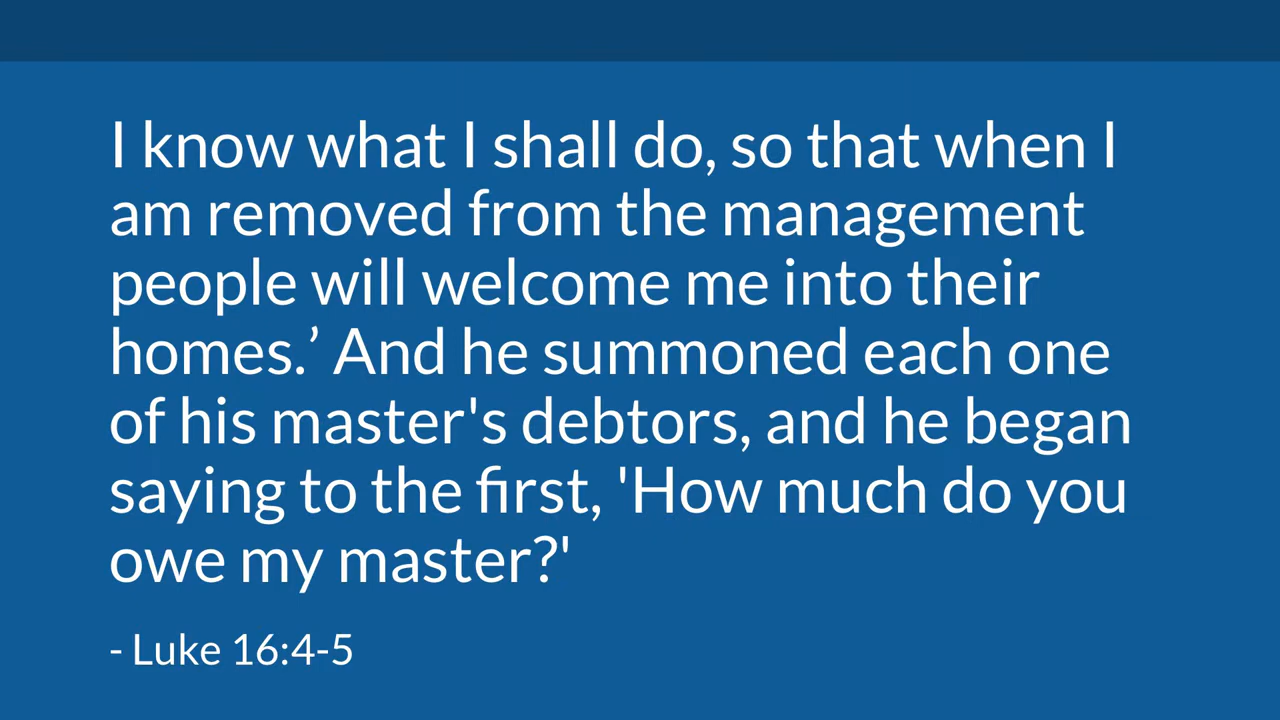 I know what I shall do, so that when I
am removed from the management
people will welcome me into their
homes.’ And he summoned each one
of his master's debtors, and he began
saying to the first, 'How much do you
owe my master?'
- Luke 16:4-5